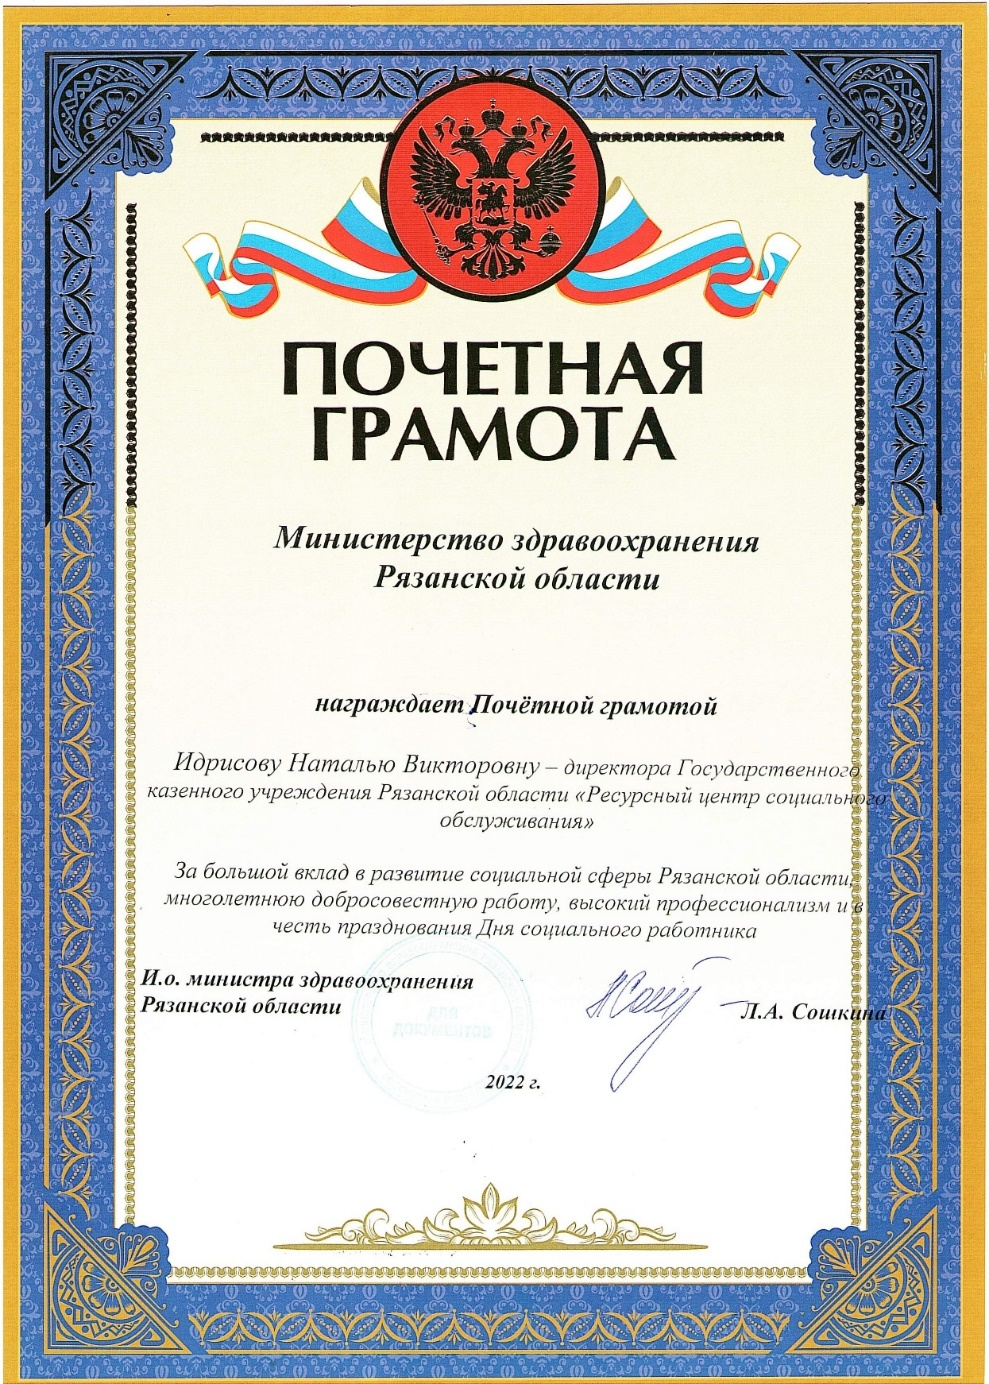 ПОЧЕТНАЯ
ГРАМОТА
Министерство здравоохранения
Рязанской области
награждает Почётной грамотой
Идрисову Наталью Викторовну – директора Государственного
казенного учреждения Рязанской области «Ресурсный центр социального
обслуживания»
За большой вклад в развитие социальной сферы Рязанской области,
многолетнюю добросовестную работу, высокий профессионализм и в
честь празднования Дня социального работника
И.о. министра здравоохранения
Рязанской области
Л.А. Сошкина
для
документов
2022 г.